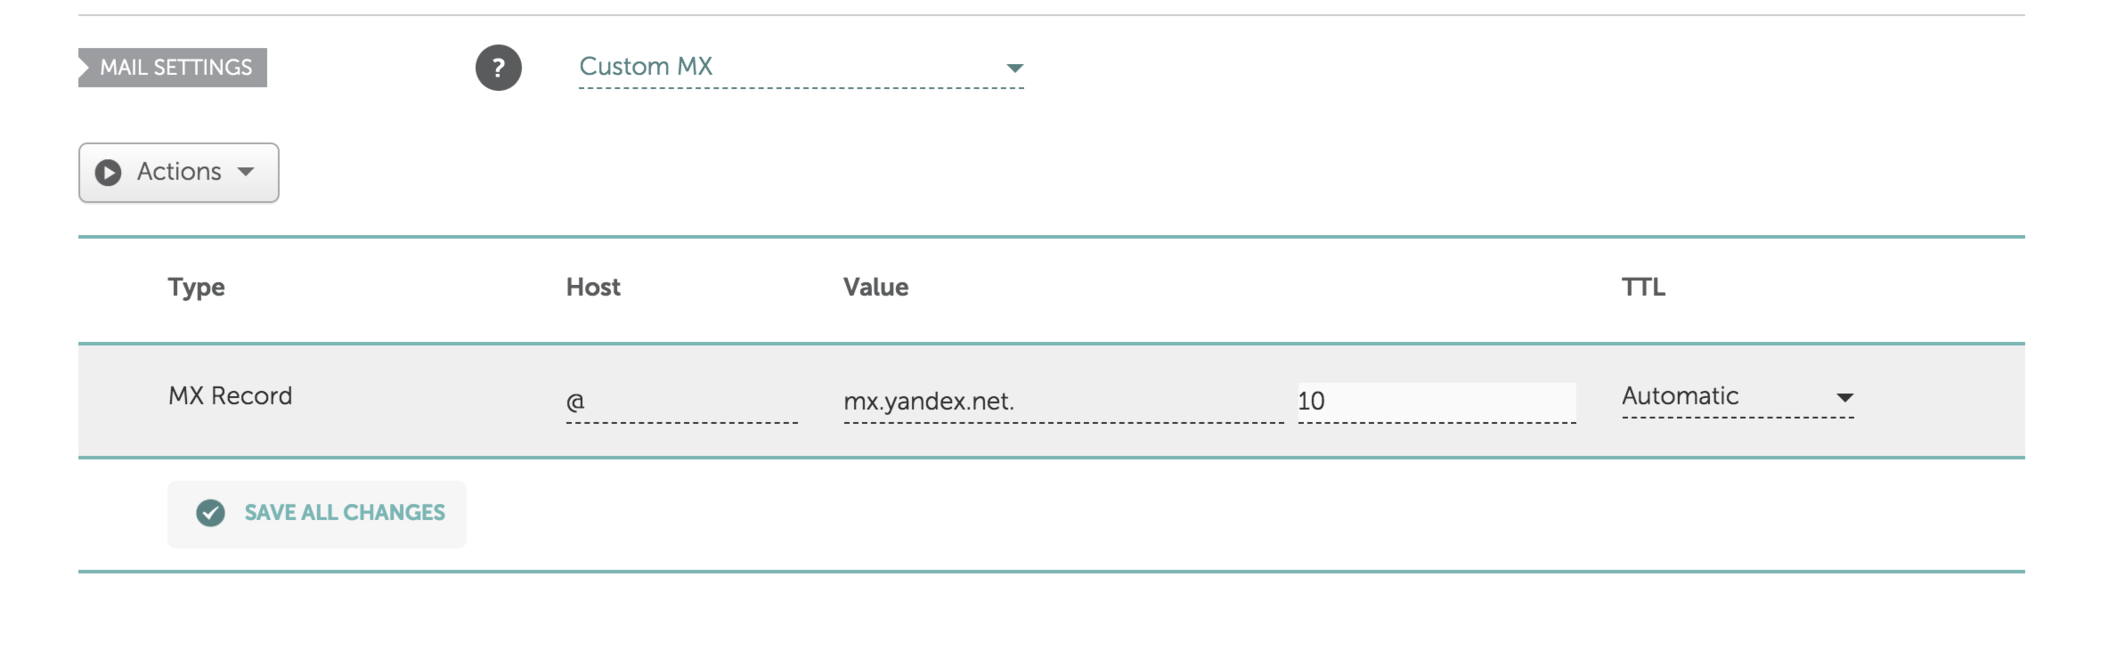 MAIL SETTINGS ? Custom MX
Actions
Type Host Value TTL
MX Record @ mx.yandex.net. 10 Automatic
SAVE ALL CHANGES